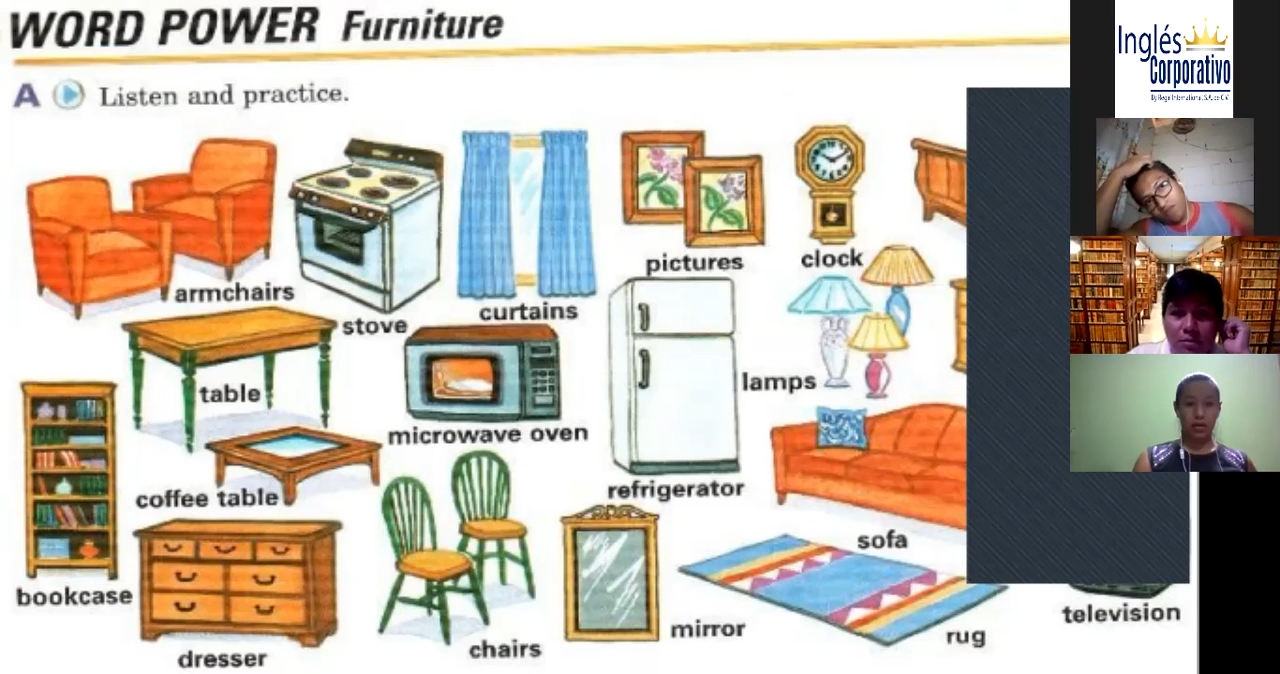 WORD POWER Furniture
A Listen and practice.
armchairs
stove
curtains
pictures
clock
table
microwave oven
refrigerator
lamps
coffee table
sofa
bookcase
dresser
chairs
mirror
rug
television
Inglés
Corporativo